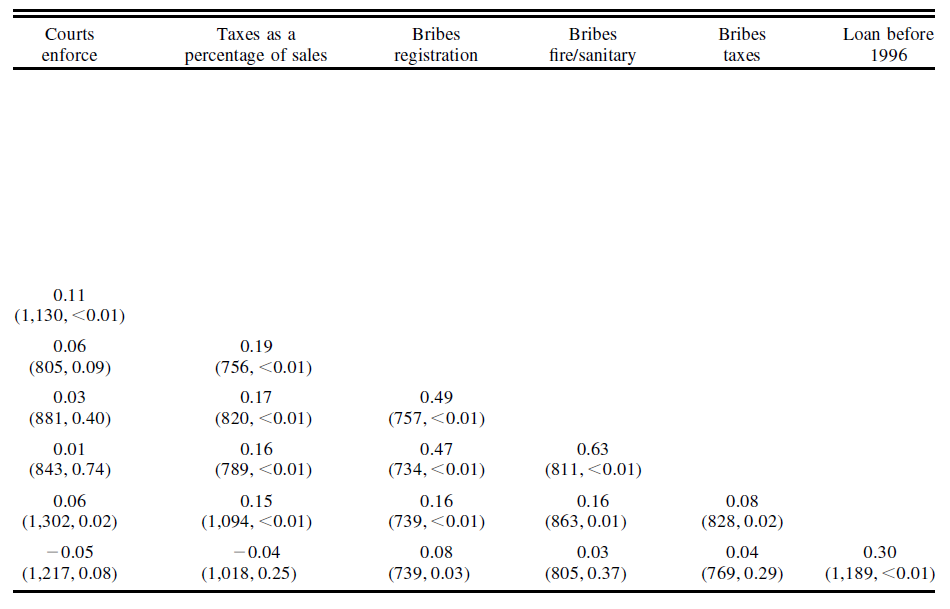 Courts Taxes as a Bribes Bribes Bribes Loan before
enforce percentage of sales registration fire/sanitary taxes 1996
0.11
(1,130, <0.01)
0.06 0.19
(805, 0.09) (756, <0.01)
0.03 0.17 0.49
(881, 0.40) (820, <0.01) (757, <0.01)
0.01 0.16 0.47 0.63
(843, 0.74) (789, <0.01) (734, <0.01) (811, <0.01)
0.06 0.15 0.16 0.16 0.08
(1,302, 0.02) (1,094, <0.01) (739, <0.01) (863, 0.01) (828, 0.02)
−0.05 −0.04 0.08 0.03 0.04 0.30
(1,217, 0.08) (1,018, 0.25) (739, 0.03) (805, 0.37) (769, 0.29) (1,189, <0.01)